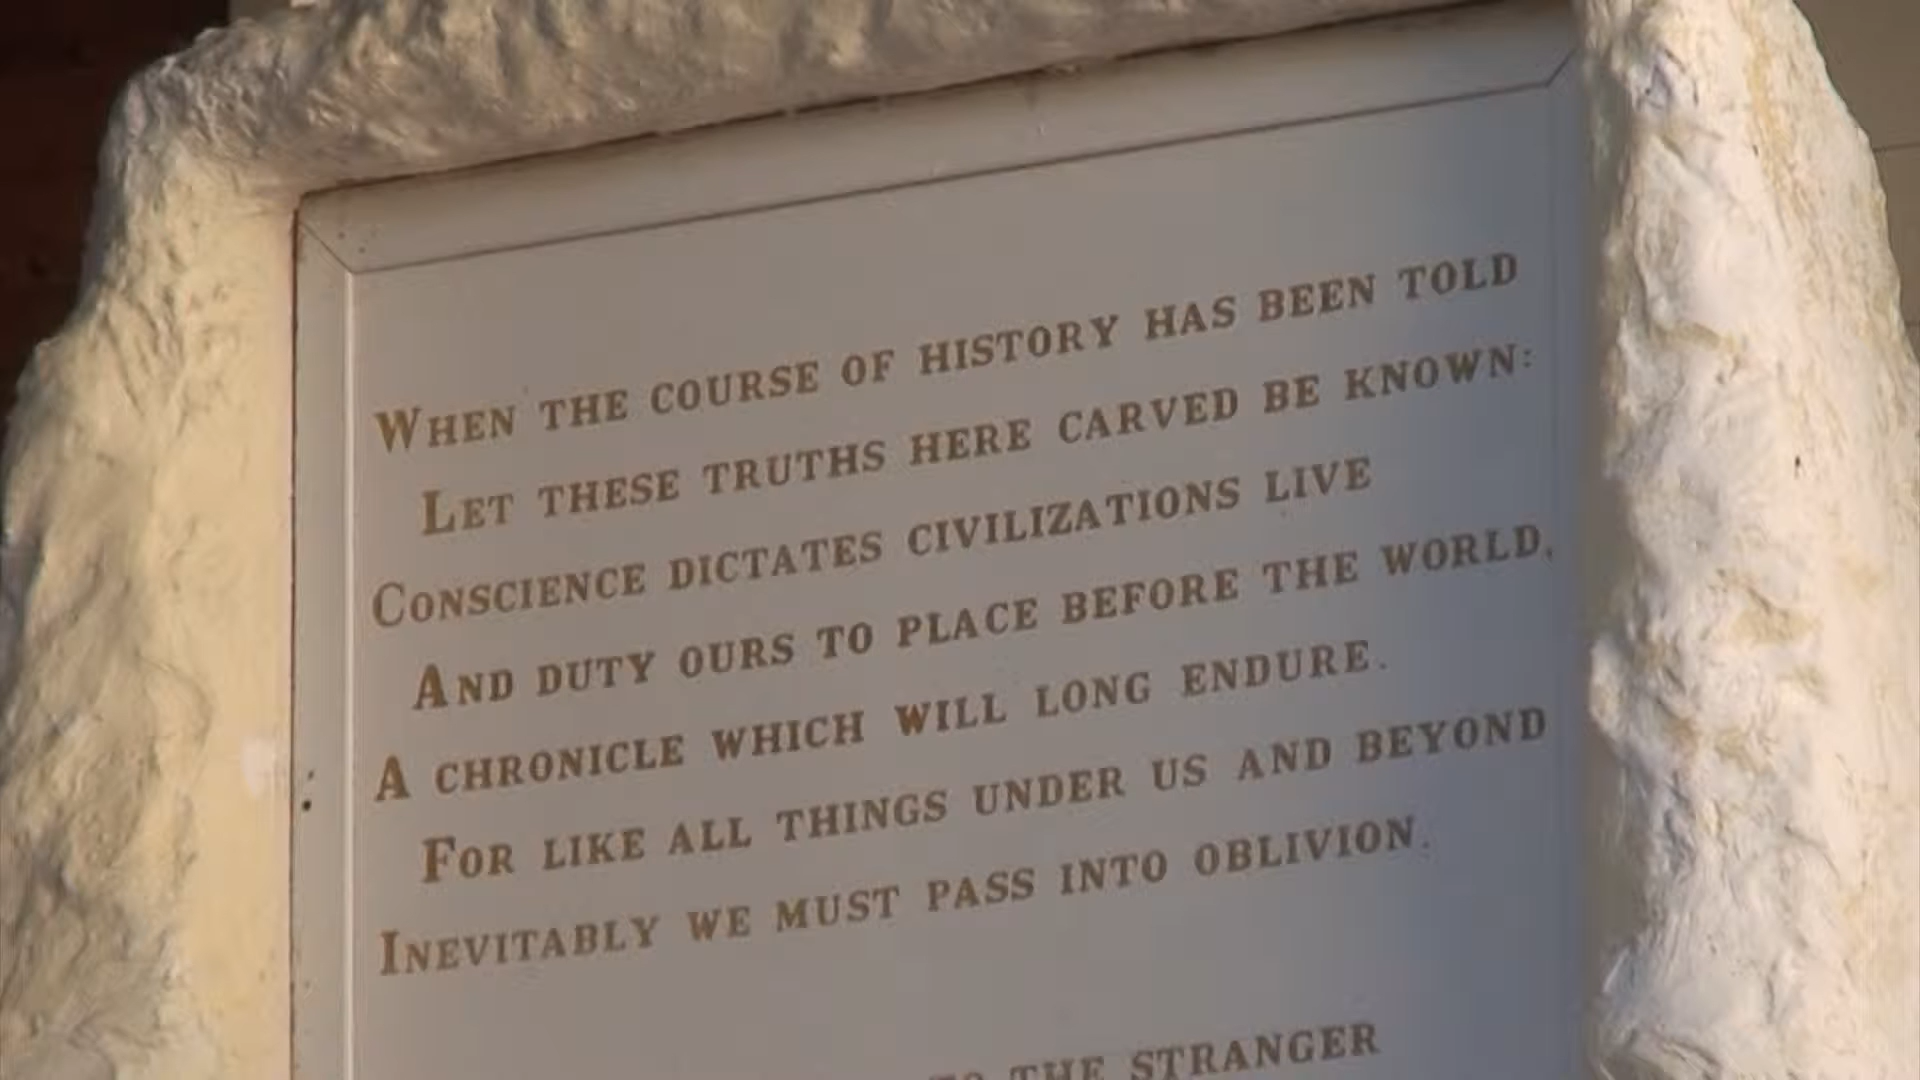 WHEN THE COURSE OF HISTORY HAS BEEN TOLD
LET THESE TRUTHS HERE CARVED BE KNOWN:
CONSCIENCE DICTATES CIVILIZATIONS LIVE
AND DUTY OURS TO PLACE BEFORE THE WORLD,
A CHRONICLE WHICH WILL LONG ENDURE.
FOR LIKE ALL THINGS UNDER US AND BEYOND
INEVITABLY WE MUST PASS INTO OBLIVION.
TO THE STRANGER